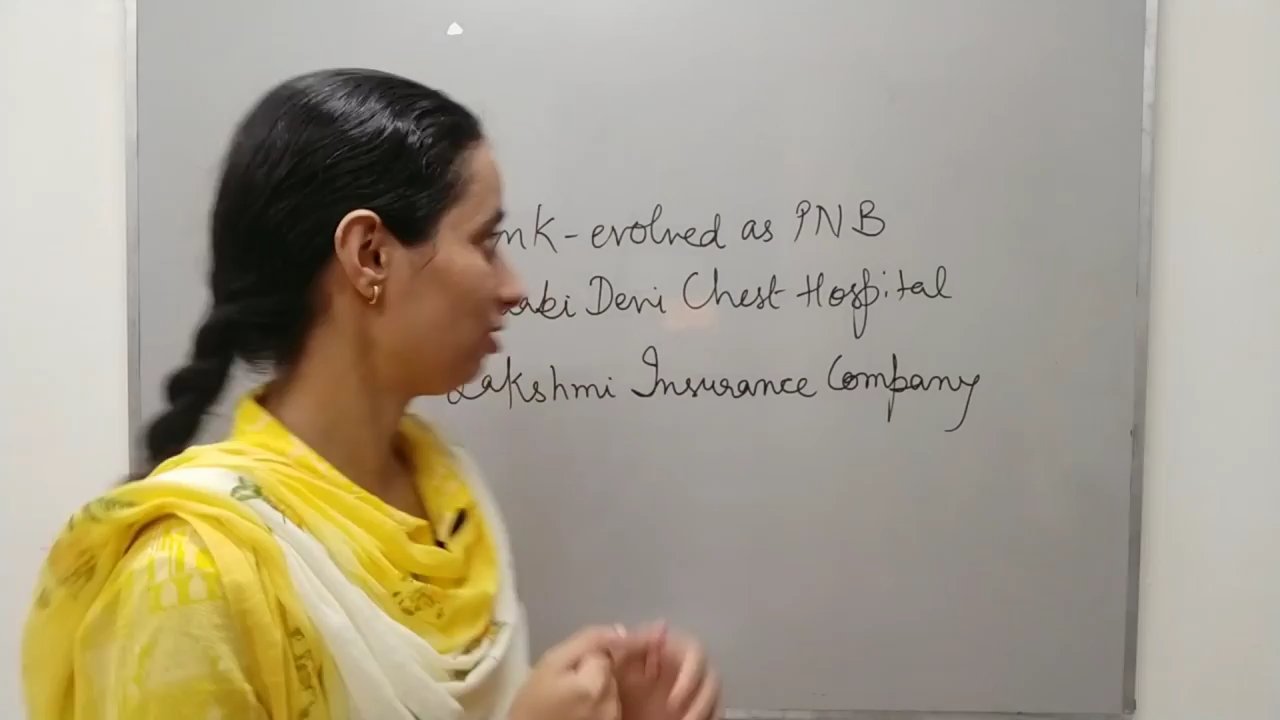 evolved as PNB
Devi Chest Hospital
Lakshmi Insurance Company